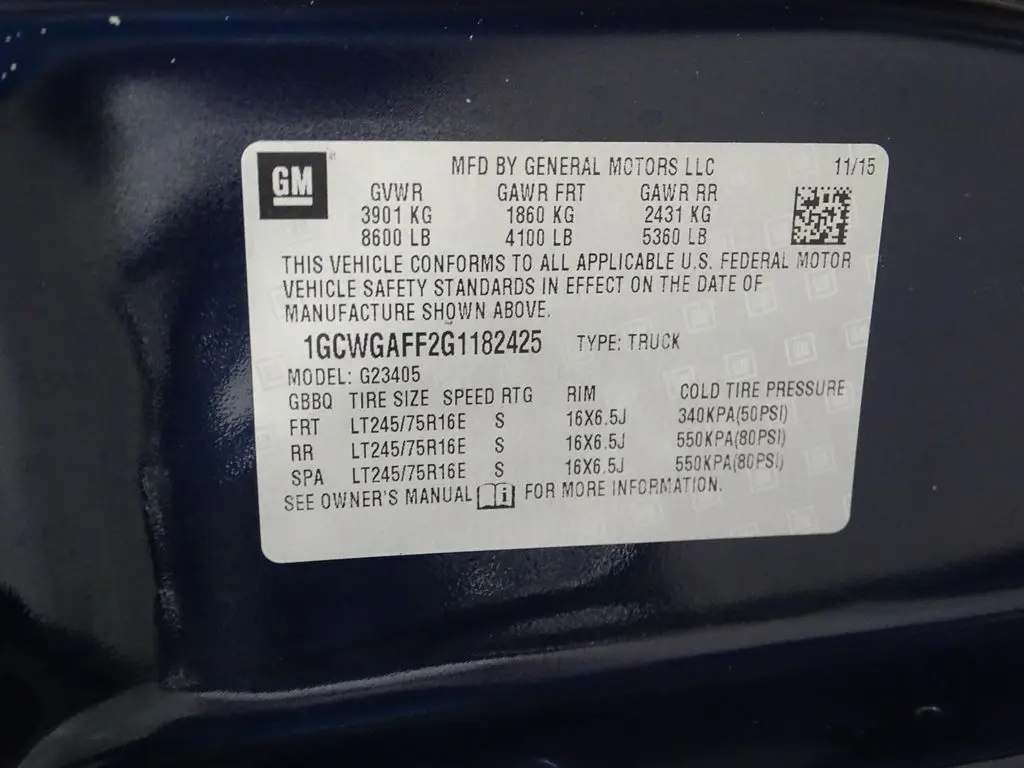 GM
MFD BY GENERAL MOTORS LLC 11/15
GVWR GAWR FRT GAWR RR
3901 KG 1860 KG 2431 KG
8600 LB 4100 LB 5360 LB
THIS VEHICLE CONFORMS TO ALL APPLICABLE U.S. FEDERAL MOTOR
VEHICLE SAFETY STANDARDS IN EFFECT ON THE DATE OF
MANUFACTURE SHOWN ABOVE.
1GCWGAFF2G1182425 TYPE: TRUCK
MODEL: G23405
GBBQ TIRE SIZE SPEED RTG RIM COLD TIRE PRESSURE
FRT LT245/75R16E S 16X6.5J 340KPA(50PSI)
RR LT245/75R16E S 16X6.5J 550KPA(80PSI)
SPA LT245/75R16E S 16X6.5J 550KPA(80PSI)
SEE OWNER'S MANUAL i FOR MORE INFORMATION.